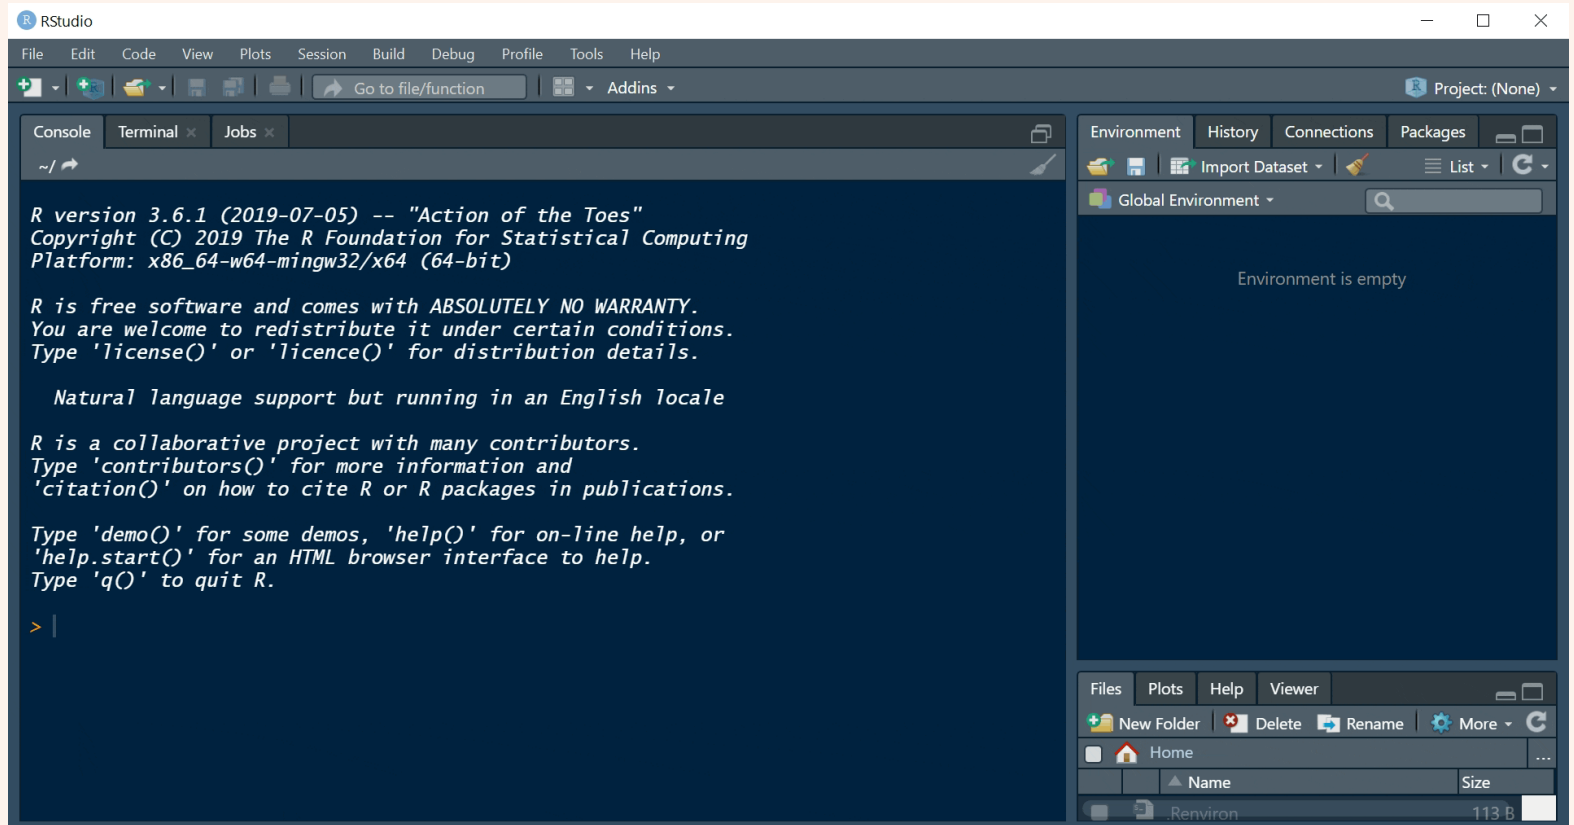 RStudio
File Edit Code View Plots Session Build Debug Profile Tools Help
Go to file/function Addins Project: (None)
Console Terminal Jobs
~/
R version 3.6.1 (2019-07-05) -- "Action of the Toes"
Copyright (C) 2019 The R Foundation for Statistical Computing
Platform: x86_64-w64-mingw32/x64 (64-bit)
R is free software and comes with ABSOLUTELY NO WARRANTY.
You are welcome to redistribute it under certain conditions.
Type 'license()' or 'licence()' for distribution details.
Natural language support but running in an English locale
R is a collaborative project with many contributors.
Type 'contributors()' for more information and
'citation()' on how to cite R or R packages in publications.
Type 'demo()' for some demos, 'help()' for on-line help, or
'help.start()' for an HTML browser interface to help.
Type 'q()' to quit R.
>
Environment History Connections Packages
Import Dataset List
Global Environment
Environment is empty
Files Plots Help Viewer
New Folder Delete Rename More
Home ...
Name Size
.Renviron 113 B